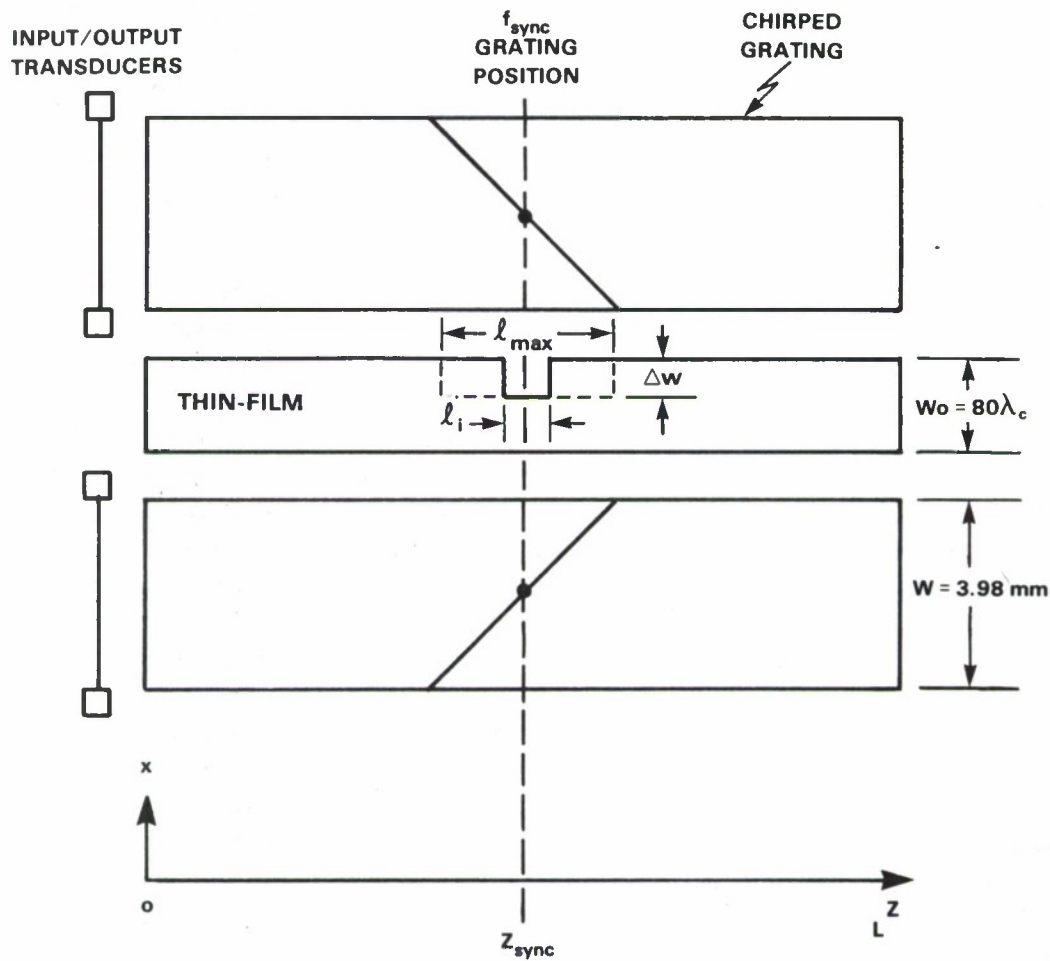 INPUT/OUTPUT
TRANSDUCERS
f_sync
GRATING
POSITION
CHIRPED
GRATING
ℓ_max
Δw
THIN-FILM
ℓ_i
Wo = 80λ_c
W = 3.98 mm
x
o
Z_sync
L
Z